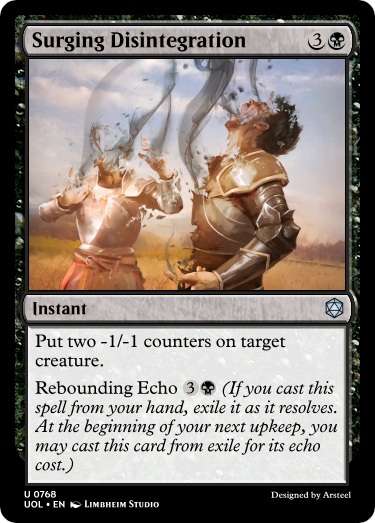 Surging Disintegration 3
Instant
Put two -1/-1 counters on target
creature.
Rebounding Echo 3 (If you cast this
spell from your hand, exile it as it resolves.
At the beginning of your next upkeep, you
may cast this card from exile for its echo
cost.)
U 0768
UOL • EN Limbheim Studio
Designed by Arsteel